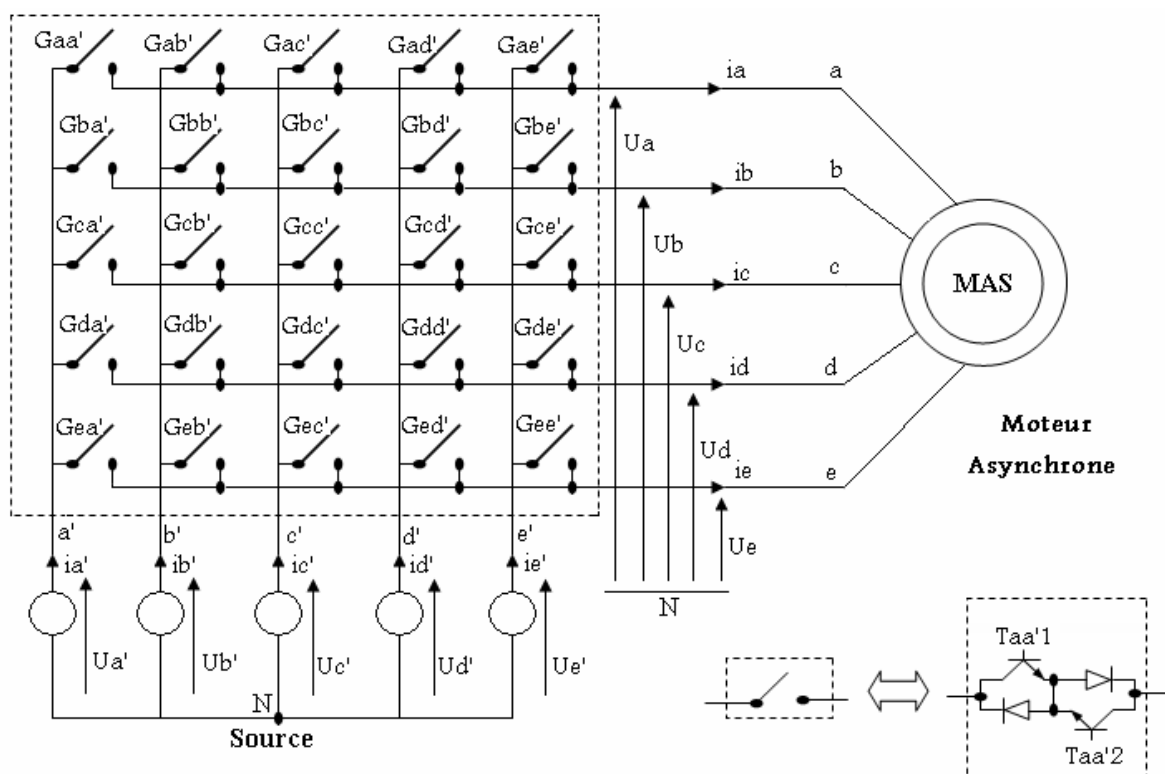 Gaa' Gab' Gac' Gad' Gae'
ia a
Gba' Gbb' Gbc' Gbd' Gbe'
Ua
ib b
Gca' Gcb' Gcc' Gcd' Gce'
Ub
ic c
MAS
Gda' Gdb' Gdc' Gdd' Gde'
Uc
id d
Gea' Geb' Gec' Ged' Gee'
Ud
Moteur
Asynchrone
ie e
a' b' c' d' e'
Ue
ia' ib' ic' id' ie'
N
Ua' Ub' Uc' Ud' Ue'
Taa'1
N
Source
Taa'2